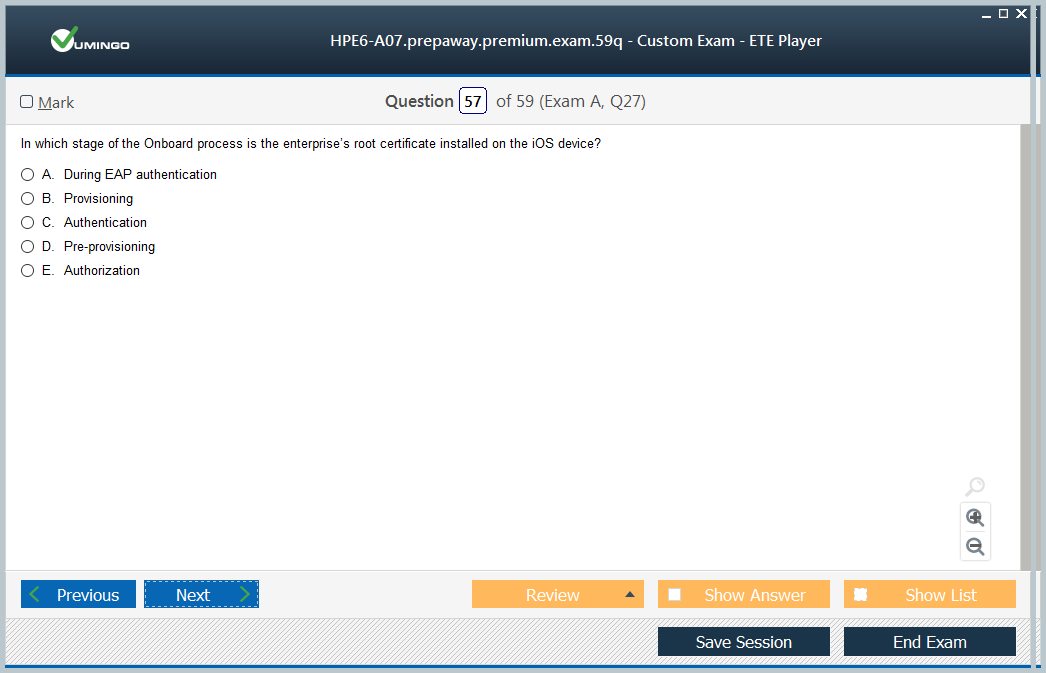 VUMINGO
HPE6-A07.prepaway.premium.exam.59q - Custom Exam - ETE Player
Mark
Question 57 of 59 (Exam A, Q27)
In which stage of the Onboard process is the enterprise's root certificate installed on the iOS device?
A. During EAP authentication
B. Provisioning
C. Authentication
D. Pre-provisioning
E. Authorization
Previous Next Review Show Answer Show List
Save Session End Exam